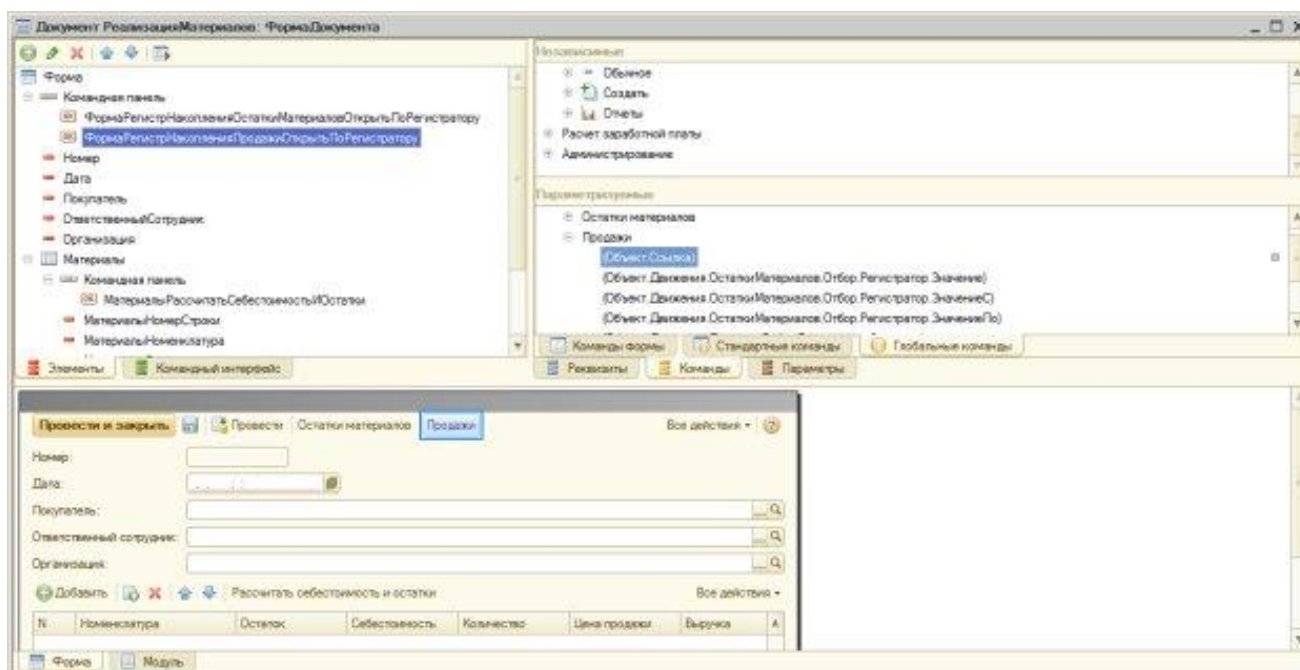 Документ РеализацияМатериалов: ФормаДокумента
Форма
Командная панель
ФормаРегистрНакопленияОстаткиМатериаловОткрытьПоРегистратору
ФормаРегистрНакопленияПродажиОткрытьПоРегистратору
Номер
Дата
Покупатель
ОтветственныйСотрудник
Организация
Материалы
Командная панель
МатериалыРассчитатьСебестоимостьИОстатки
МатериалыНомерСтроки
МатериалыНоменклатура
Элементы
Командный интерфейс
Независимые
Обычное
Создать
Отчеты
Расчет заработной платы
Администрирование
Параметризуемые
Остатки материалов
Продажи
(Объект.Ссылка)
(Объект.Движения.ОстаткиМатериалов.Отбор.Регистратор.Значение)
(Объект.Движения.ОстаткиМатериалов.Отбор.Регистратор.ЗначениеС)
(Объект.Движения.ОстаткиМатериалов.Отбор.Регистратор.ЗначениеПо)
Команды формы
Стандартные команды
Глобальные команды
Реквизиты
Команды
Параметры
Провести и закрыть
Провести
Остатки материалов
Продажи
Все действия
Номер:
Дата:
Покупатель:
Ответственный сотрудник:
Организация:
Добавить
Рассчитать себестоимость и остатки
Все действия
N Номенклатура Остаток Себестоимость Количество Цена продажи Выручка
Форма
Модуль